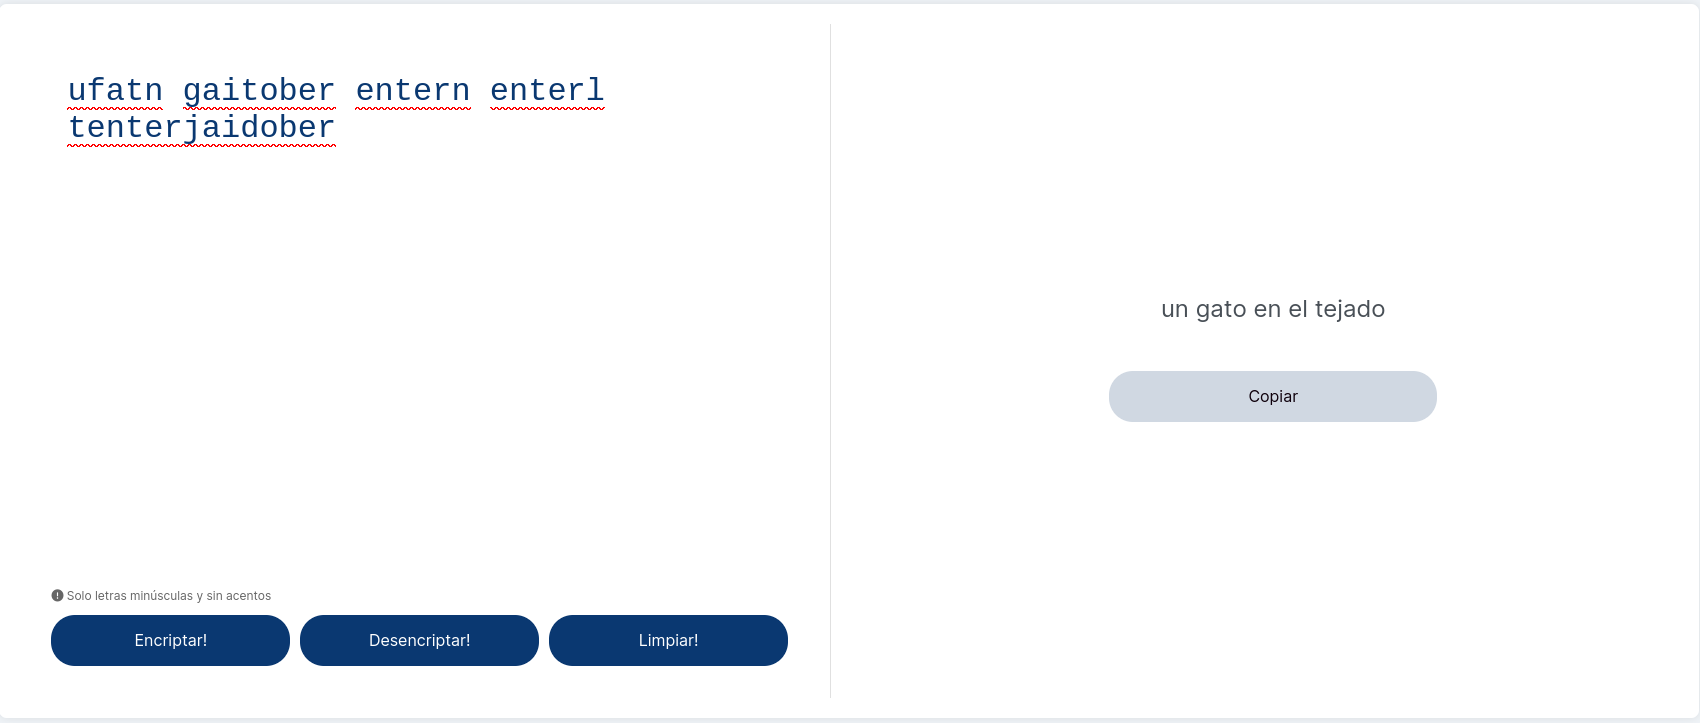 ufatn gaitober entern enterl
tenterjaidober
un gato en el tejado
Copiar
Solo letras minúsculas y sin acentos
Encriptar!
Desencriptar!
Limpiar!